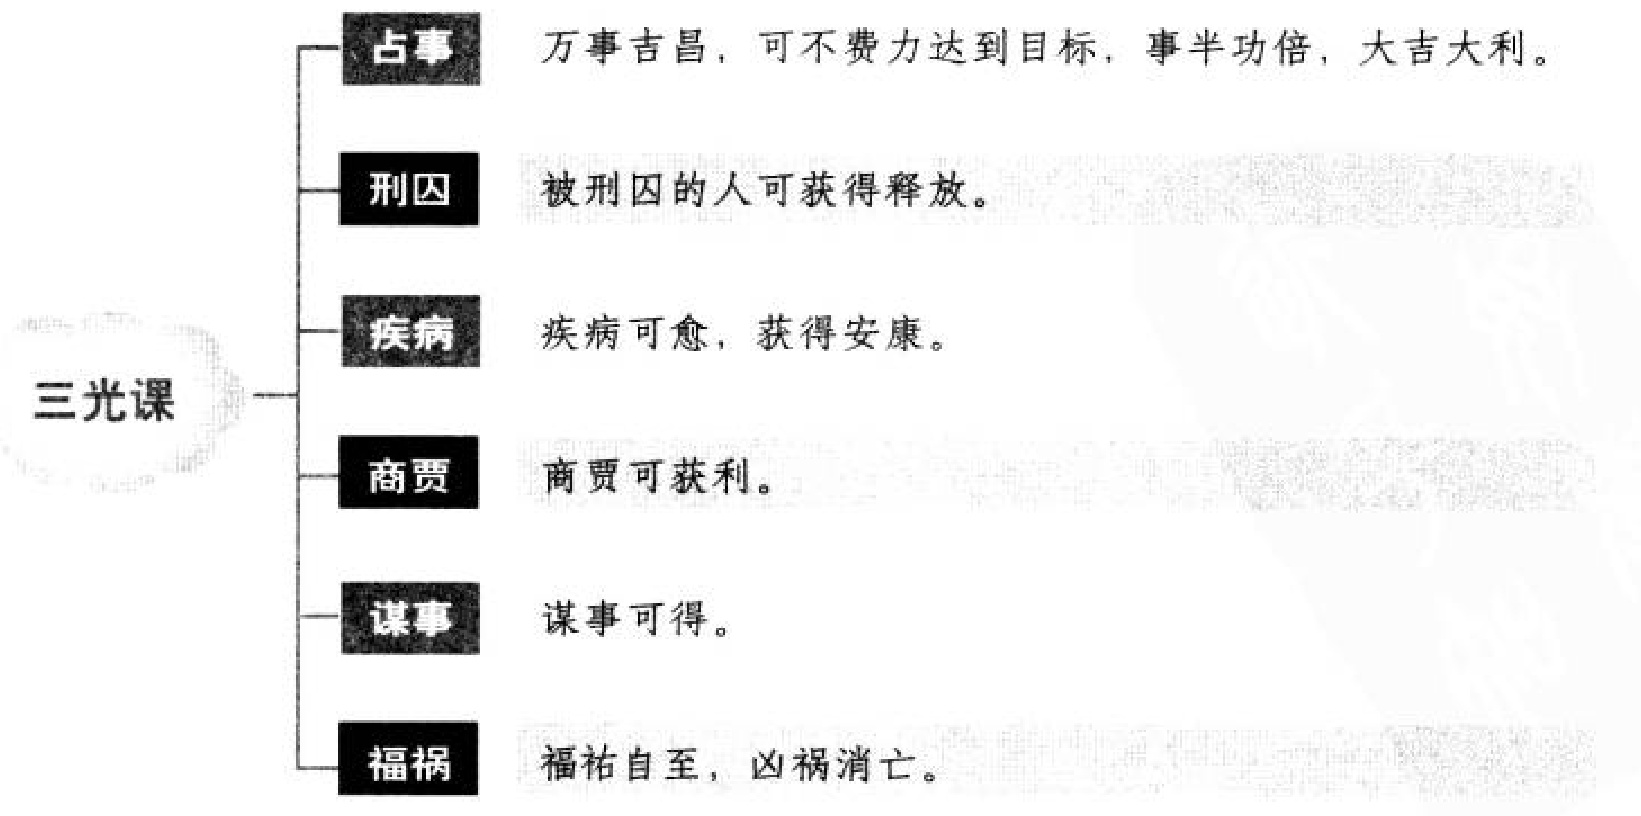 占事 万事吉昌，可不费力达到目标，事半功倍，大吉大利。
刑囚 被刑囚的人可获得释放。
疾病 疾病可愈，获得安康。
三光课
商贾 商贾可获利。
谋事 谋事可得。
福祸 福祐自至，凶祸消亡。